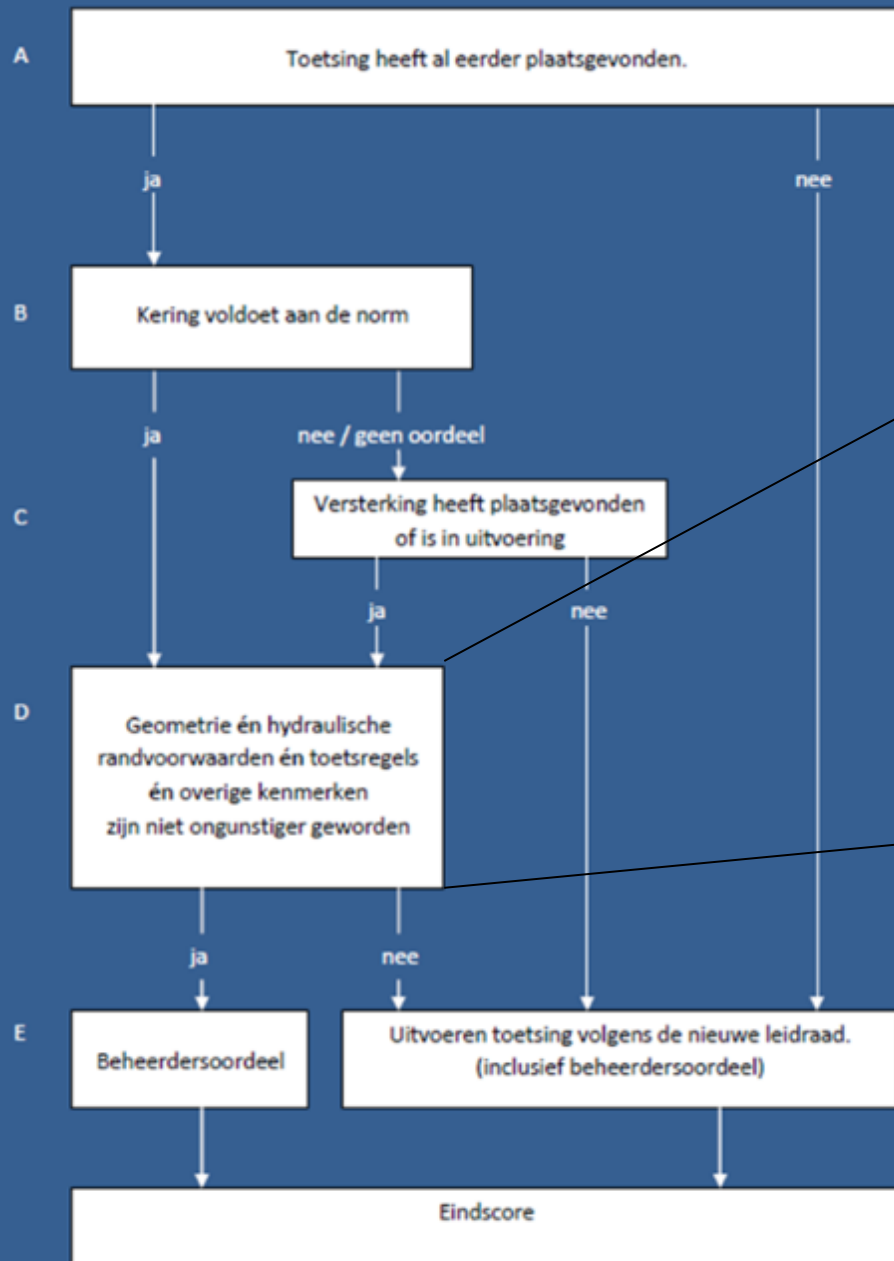 A
Toetsing heeft al eerder plaatsgevonden.
ja
nee
B
Kering voldoet aan de norm
ja
nee / geen oordeel
C
Versterking heeft plaatsgevonden
of is in uitvoering
ja
nee
D
Geometrie én hydraulische
randvoorwaarden én toetsregels
én overige kenmerken
zijn niet ongunstiger geworden
ja
nee
E
Beheerdersoordeel
Uitvoeren toetsing volgens de nieuwe leidraad.
(inclusief beheerdersoordeel)
Eindscore